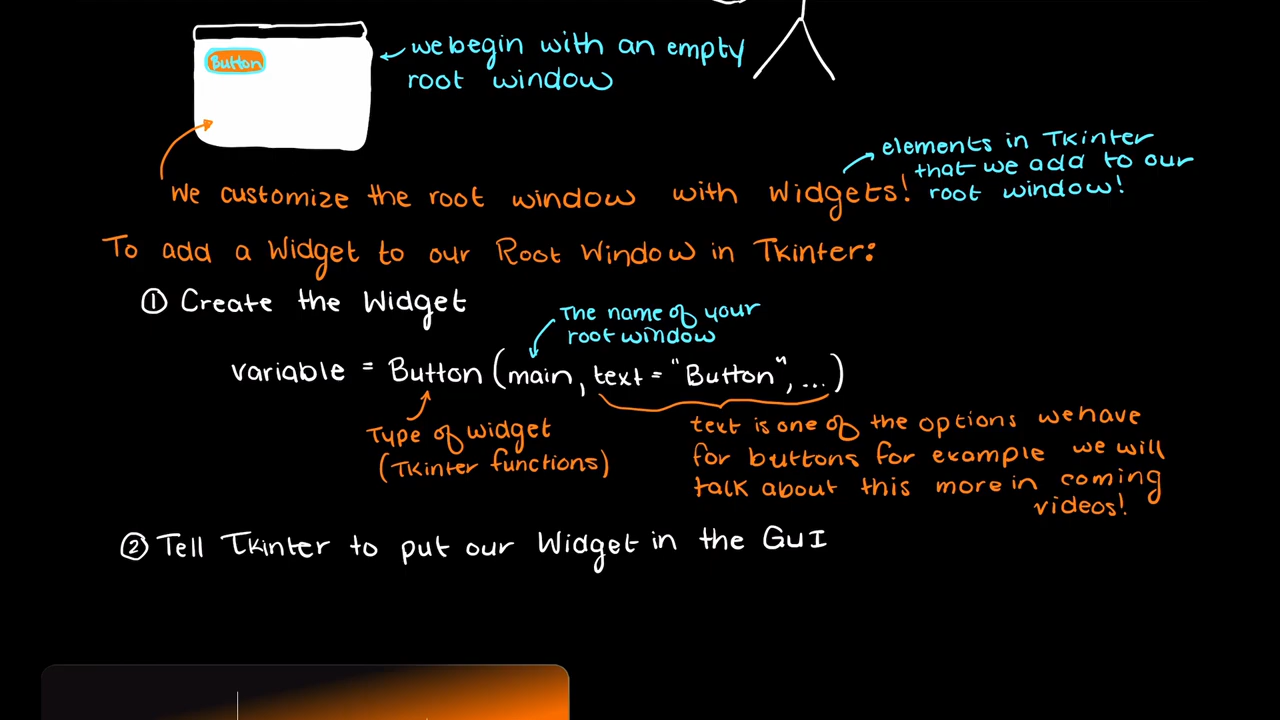 Button
we begin with an empty
root window
elements in Tkinter
that we add to our
root window!
We customize the root window with Widgets!
To add a Widget to our Root Window in Tkinter:
① Create the Widget
The name of your
root window
variable = Button (main, text = "Button", ...)
Type of widget
(Tkinter functions)
text is one of the options we have
for buttons for example we will
talk about this more in coming
videos!
② Tell Tkinter to put our Widget in the GUI